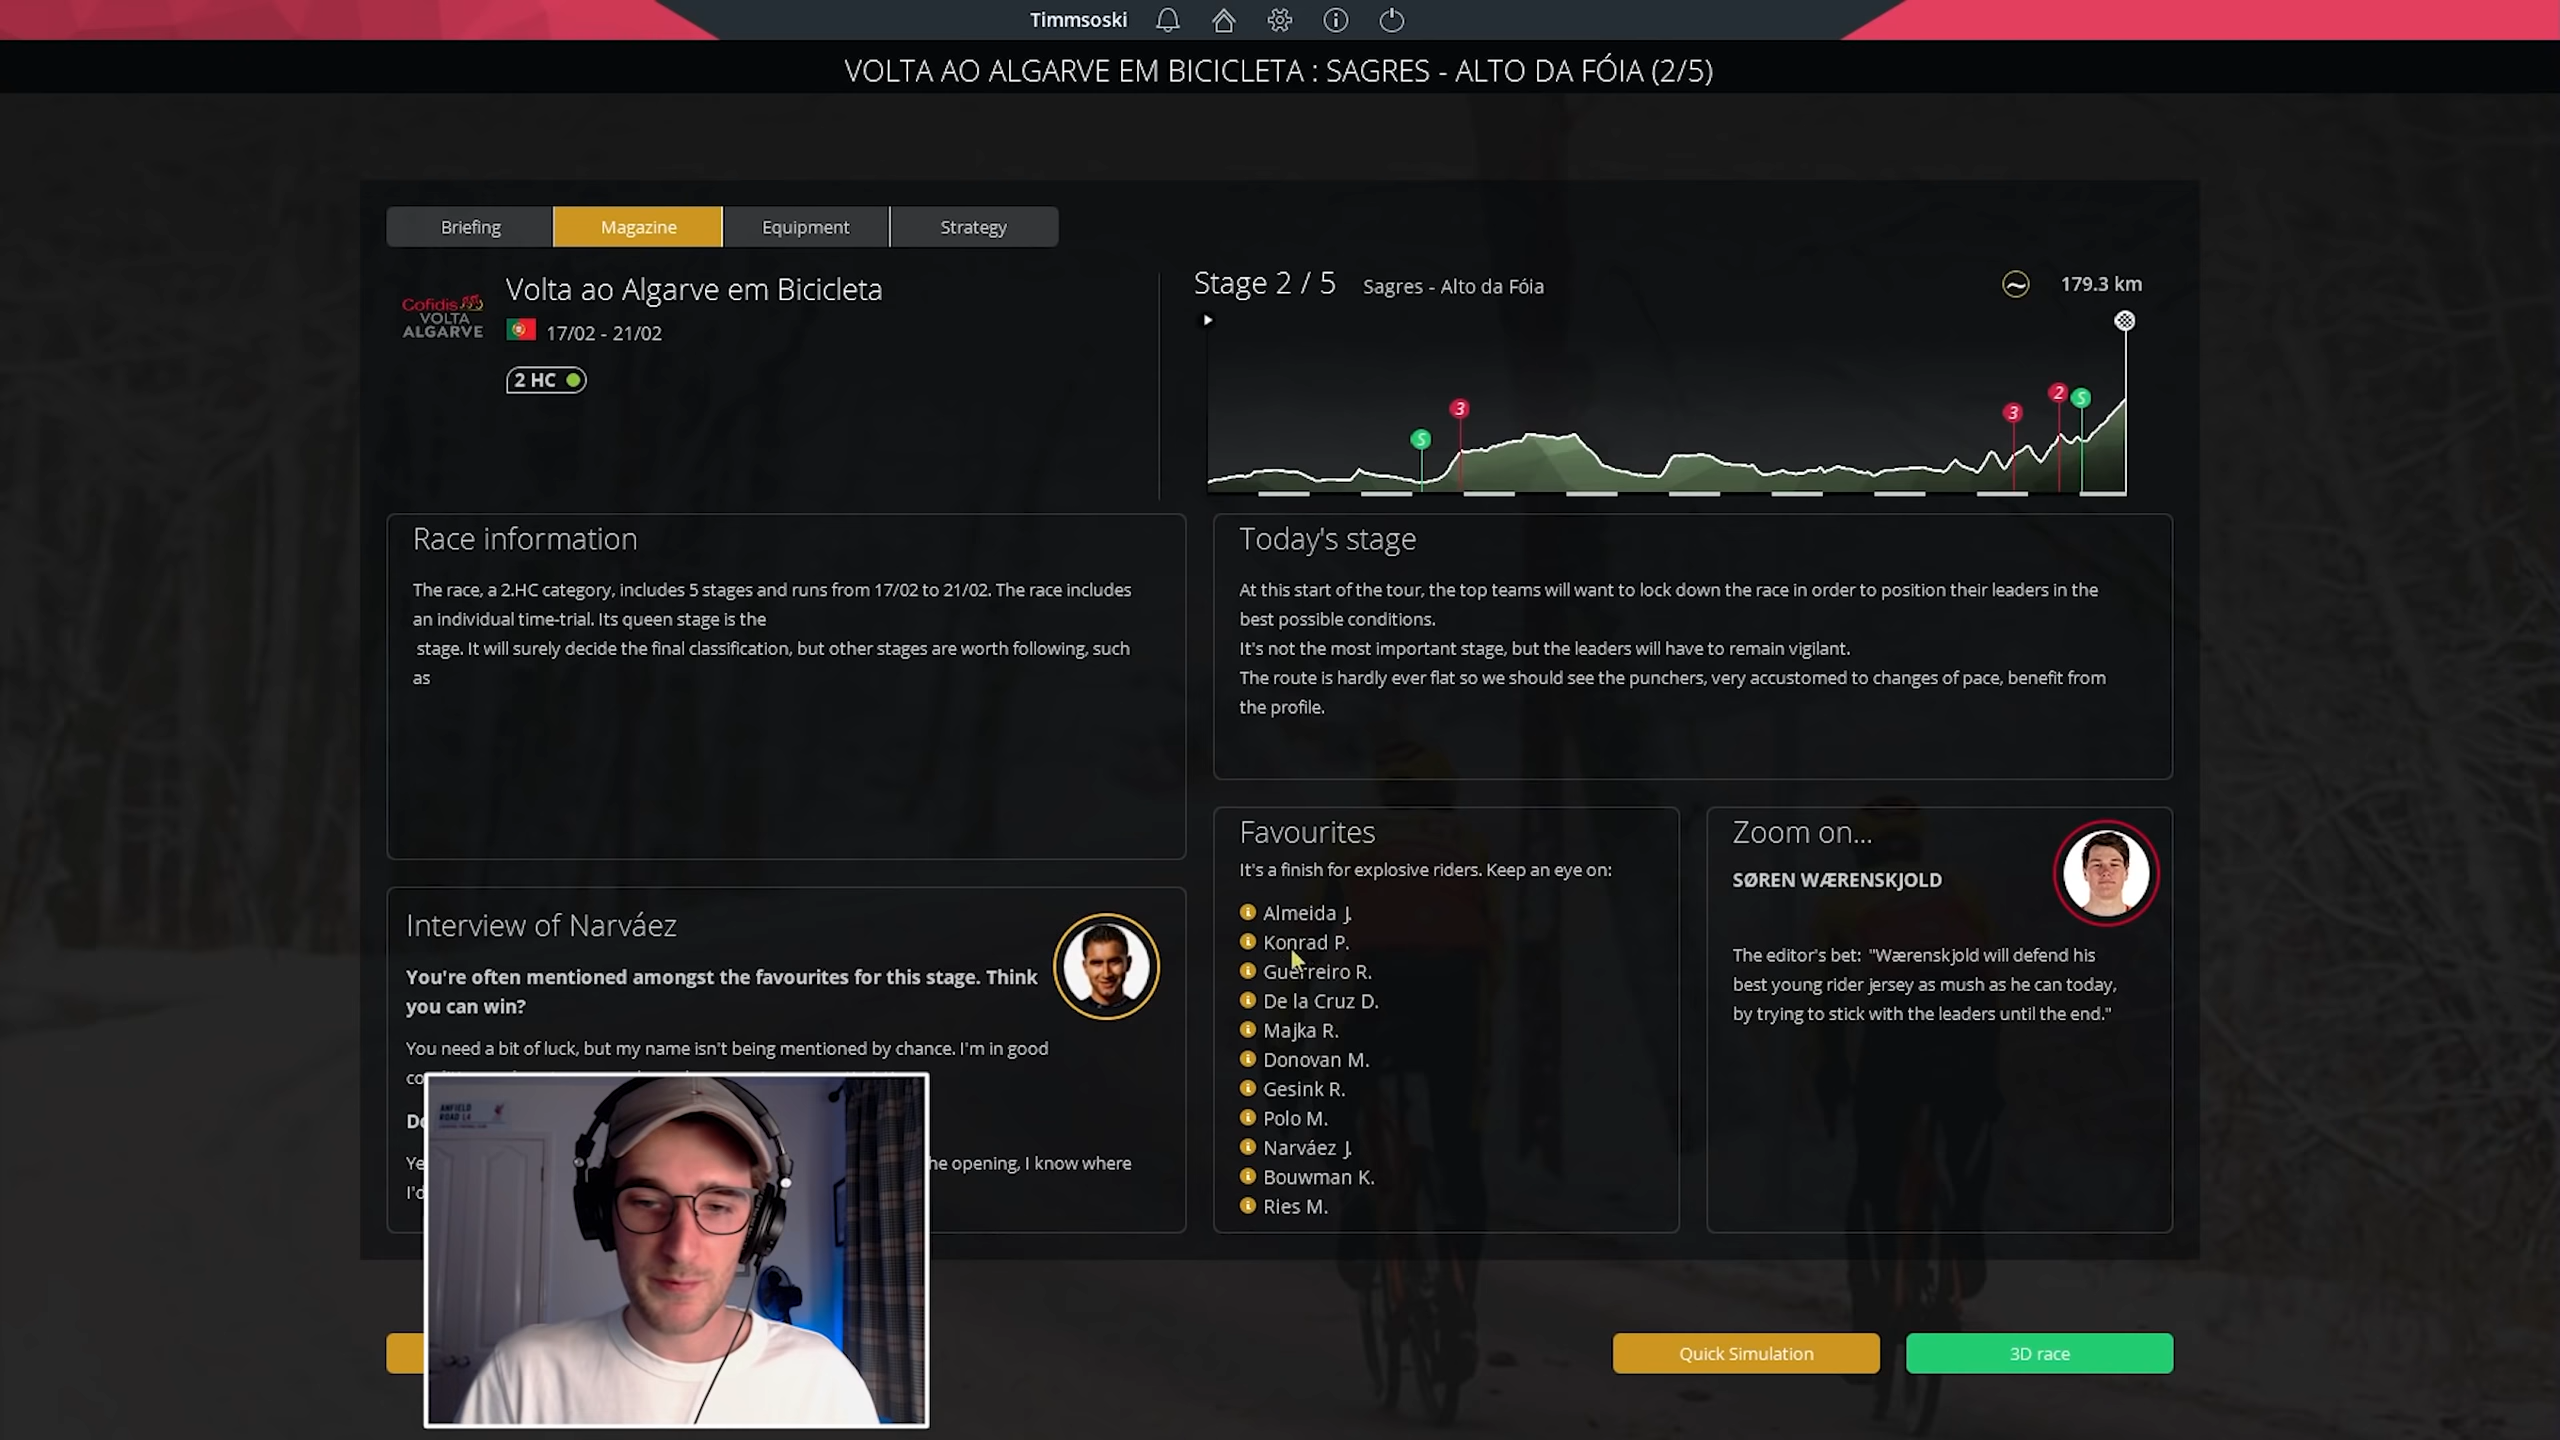 Timmsoski
VOLTA AO ALGARVE EM BICICLETA : SAGRES - ALTO DA FÓIA (2/5)
Briefing
Magazine
Equipment
Strategy
Cofidis
VOLTA
ALGARVE
Volta ao Algarve em Bicicleta
17/02 - 21/02
2 HC
Stage 2 / 5
Sagres - Alto da Fóia
179.3 km
S
3
3
2
S
Race information
The race, a 2.HC category, includes 5 stages and runs from 17/02 to 21/02. The race includes
an individual time-trial. Its queen stage is the
stage. It will surely decide the final classification, but other stages are worth following, such
as
Today's stage
At this start of the tour, the top teams will want to lock down the race in order to position their leaders in the
best possible conditions.
It's not the most important stage, but the leaders will have to remain vigilant.
The route is hardly ever flat so we should see the punchers, very accustomed to changes of pace, benefit from
the profile.
Interview of Narváez
You're often mentioned amongst the favourites for this stage. Think
you can win?
You need a bit of luck, but my name isn't being mentioned by chance. I'm in good
he opening, I know where
I'd
ANFIELD
ROAD L4
Favourites
It's a finish for explosive riders. Keep an eye on:
Almeida J.
Konrad P.
Guerreiro R.
De la Cruz D.
Majka R.
Donovan M.
Gesink R.
Polo M.
Narváez J.
Bouwman K.
Ries M.
Zoom on...
SØREN WÆRENSKJOLD
The editor's bet: "Wærenskjold will defend his
best young rider jersey as mush as he can today,
by trying to stick with the leaders until the end."
Quick Simulation
3D race